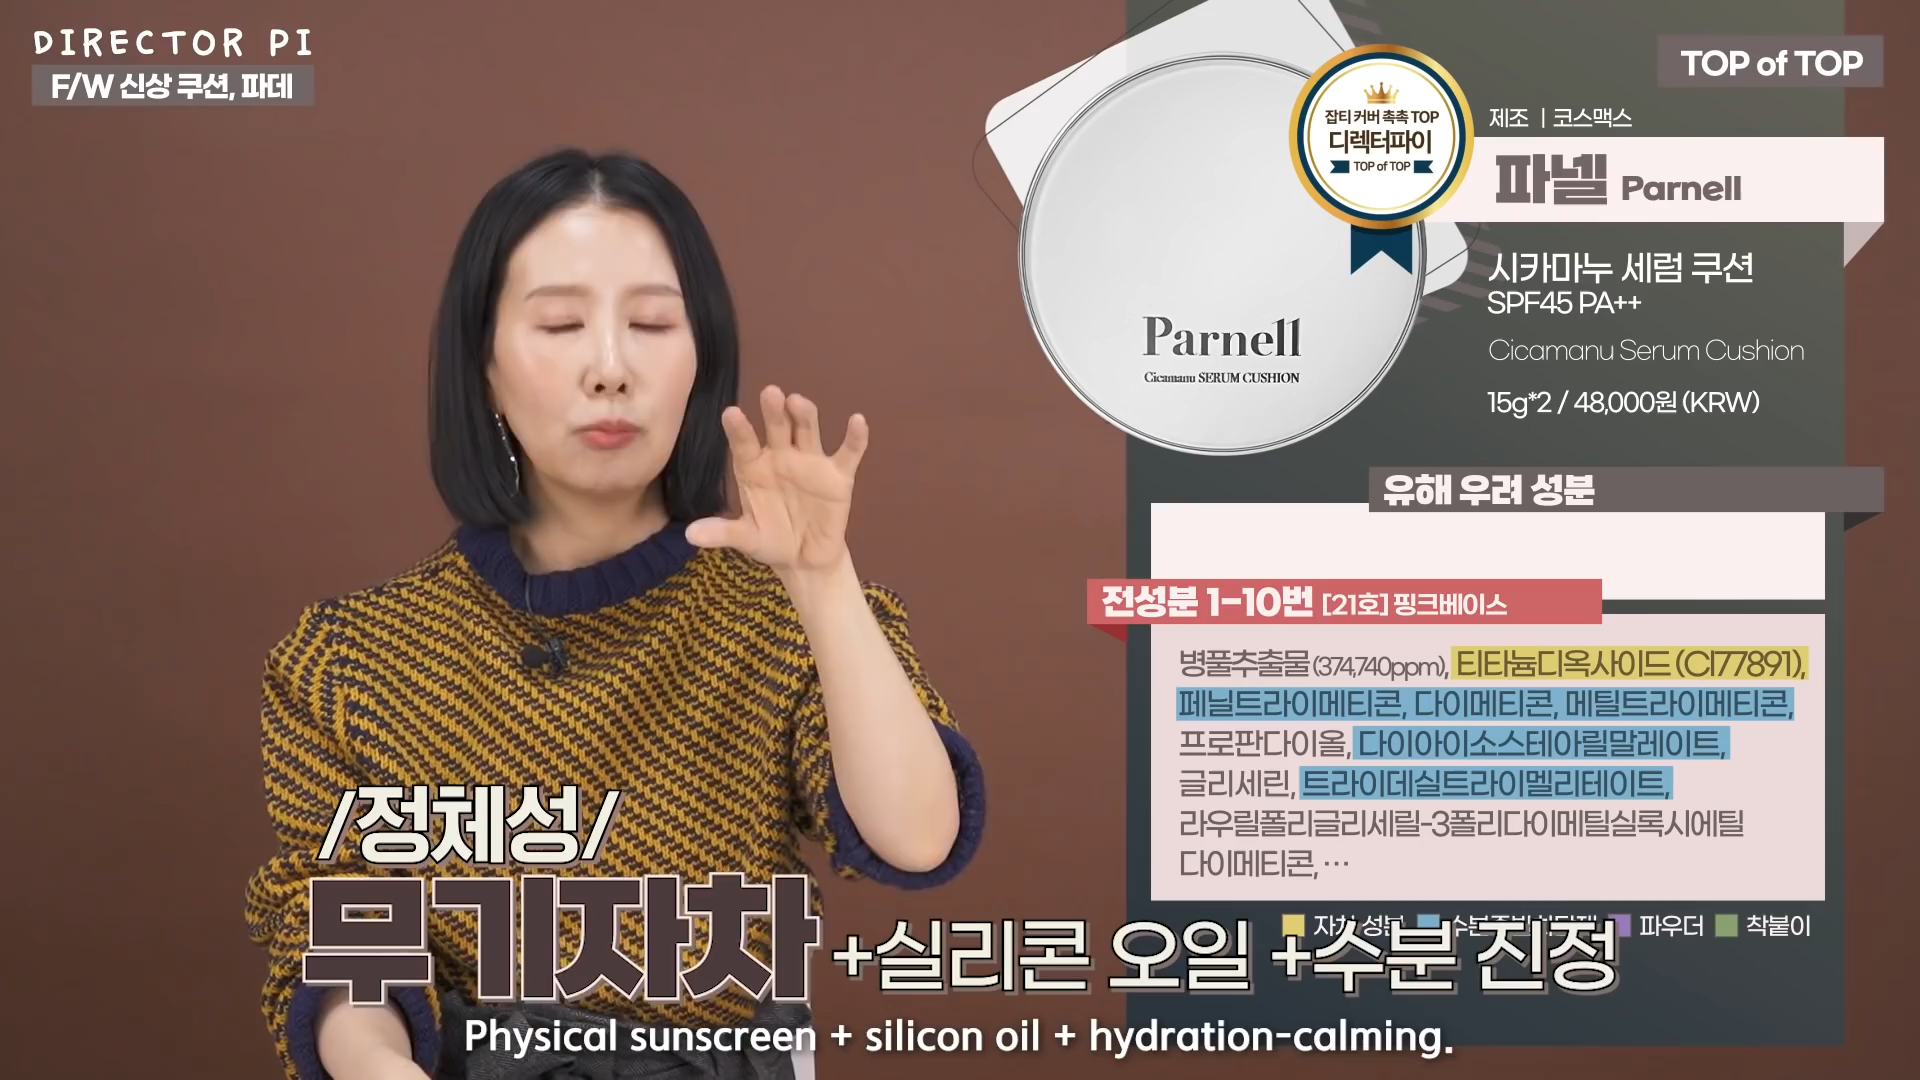 DIRECTOR PI
F/W 신상 쿠션, 파데
TOP of TOP
잡티 커버 촉촉 TOP
디렉터파이
TOP of TOP
제조 | 코스맥스
파넬 Parnell
시카마누 세럼 쿠션
SPF45 PA++
Cicamanu Serum Cushion
15g*2 / 48,000원 (KRW)
Parnell
Cicamanu SERUM CUSHION
유해 우려 성분
전성분 1-10번 [21호] 핑크베이스
병풀추출물 (374,740ppm), 티타늄디옥사이드 (CI77891),
페닐트라이메티콘, 다이메티콘, 메틸트라이메티콘,
프로판다이올, 다이아이소스테아릴말레이트,
글리세린, 트라이데실트라이멜리테이트,
라우릴폴리글리세릴-3폴리다이메틸실록시에틸
다이메티콘, ···
파우더 착붙이
/정체성/
무기자차 +실리콘 오일 +수분 진정
Physical sunscreen + silicon oil + hydration-calming.